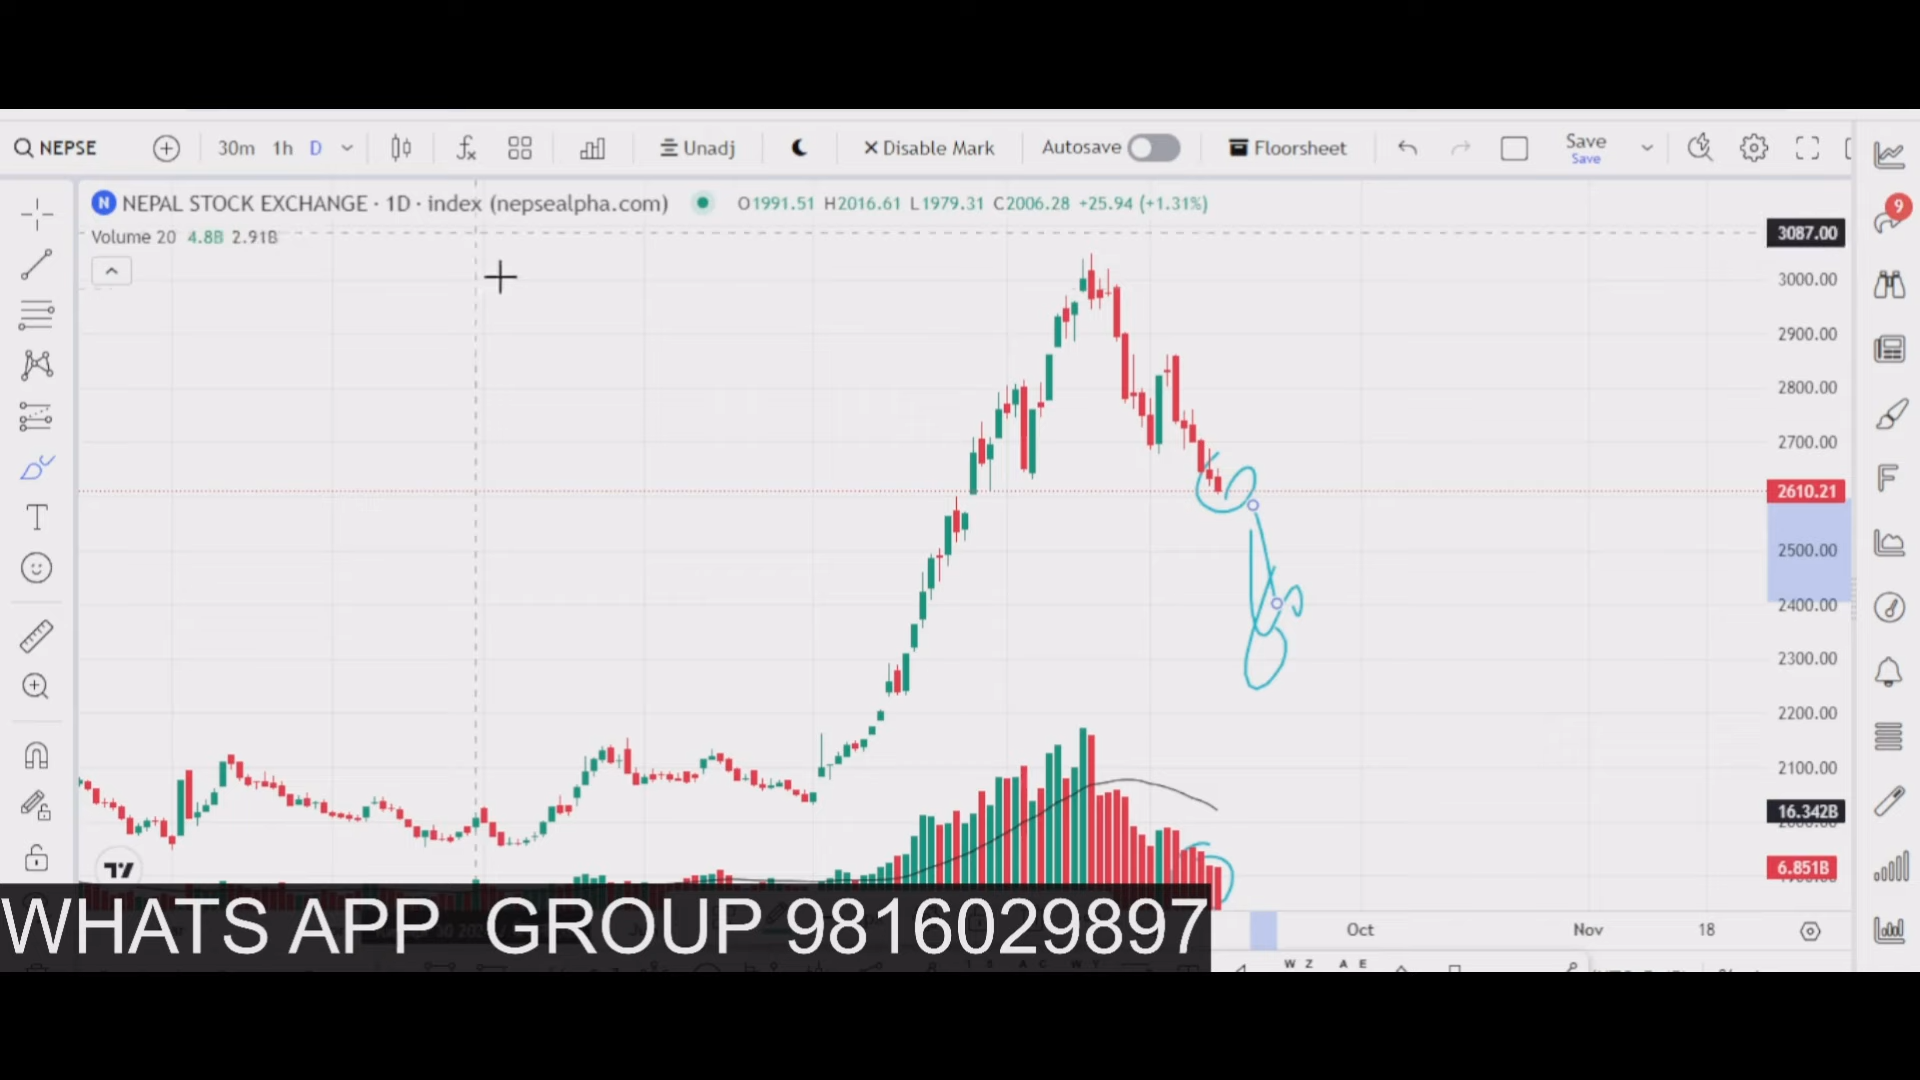 NEPSE 30m 1h D Unadj Disable Mark Autosave Floorsheet Save
Save
9
N NEPAL STOCK EXCHANGE · 1D · index (nepsealpha.com) O1991.51 H2016.61 L1979.31 C2006.28 +25.94 (+1.31%)
Volume 20 4.8B 2.91B
3087.00
3000.00
2900.00
2800.00
2700.00
2610.21
2500.00
2400.00
2300.00
2200.00
2100.00
16.342B
6.851B
WHATS APP GROUP 9816029897
Oct Nov 18
W Z A E